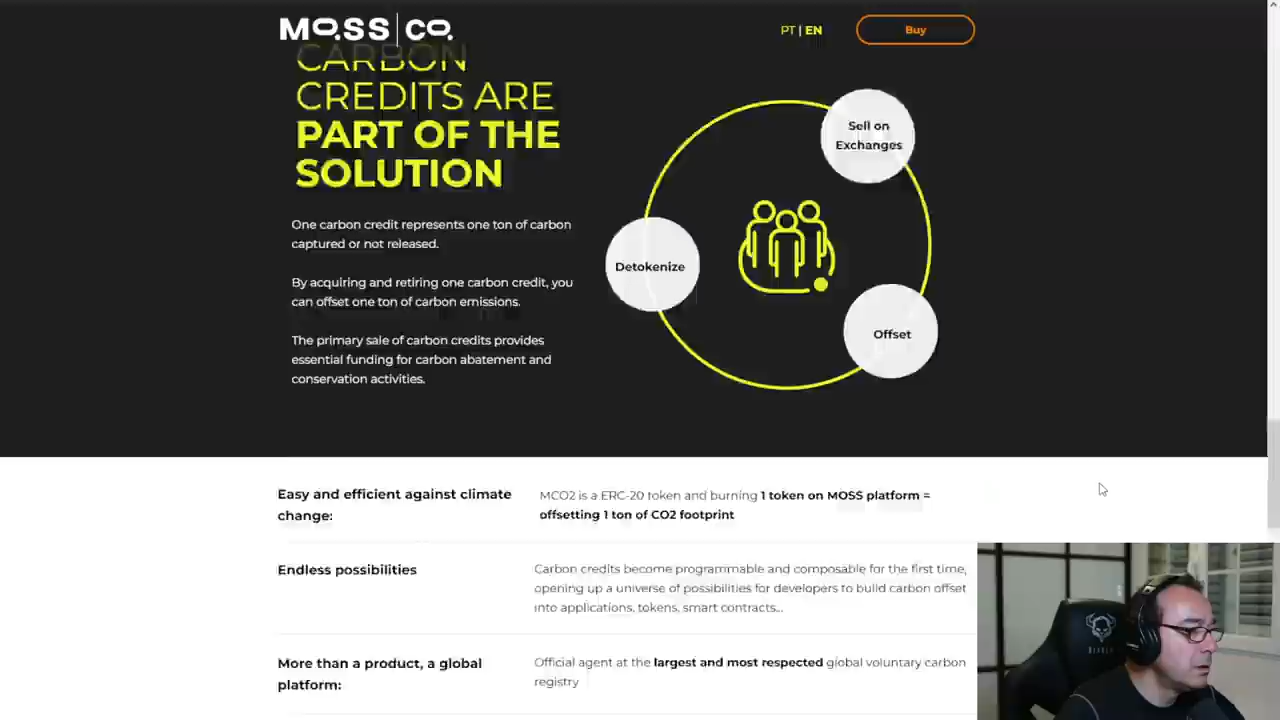 MOSS|CO.
PT | EN
Buy
CARBON
CREDITS ARE
PART OF THE
SOLUTION
One carbon credit represents one ton of carbon
captured or not released.
By acquiring and retiring one carbon credit, you
can offset one ton of carbon emissions.
The primary sale of carbon credits provides
essential funding for carbon abatement and
conservation activities.
Sell on
Exchanges
Detokenize
Offset
Easy and efficient against climate
change:
MCO2 is a ERC-20 token and burning 1 token on MOSS platform =
offsetting 1 ton of CO2 footprint
Endless possibilities
Carbon credits become programmable and composable for the first time,
opening up a universe of possibilities for developers to build carbon offset
into applications, tokens, smart contracts...
More than a product, a global
platform:
Official agent at the largest and most respected global voluntary carbon
registry